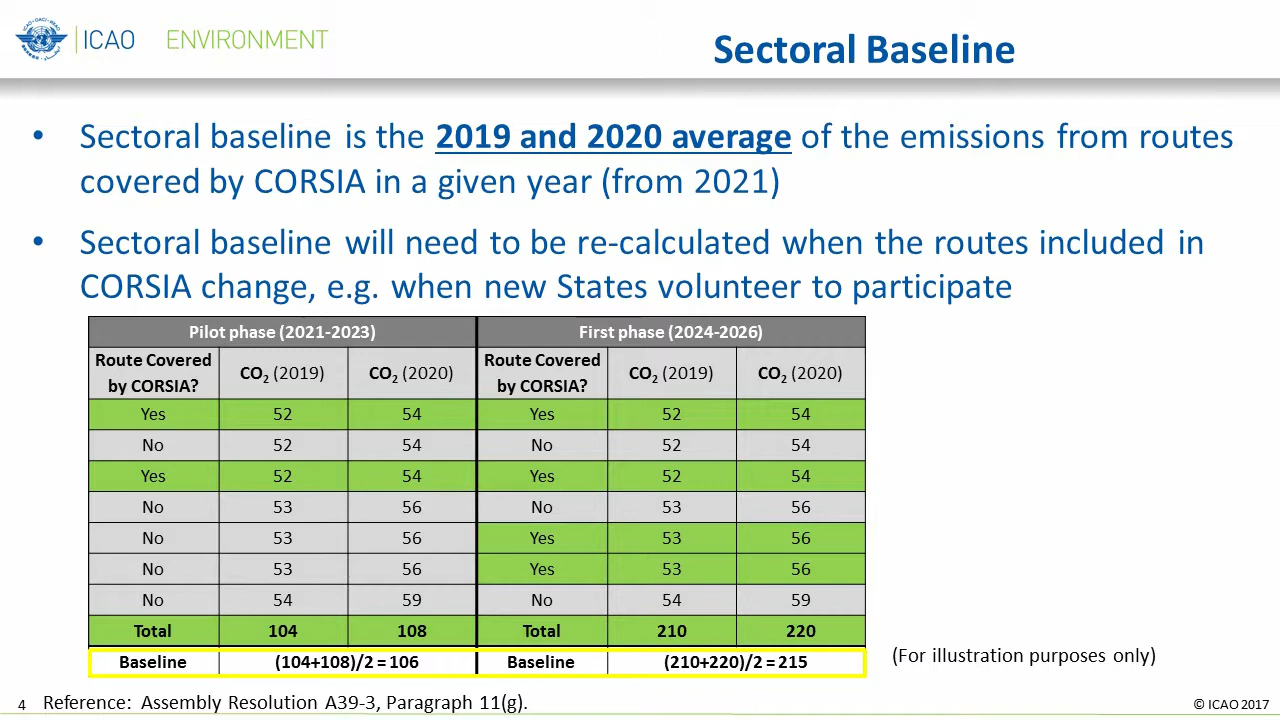 ICAO ENVIRONMENT
Sectoral Baseline
• Sectoral baseline is the 2019 and 2020 average of the emissions from routes
covered by CORSIA in a given year (from 2021)
• Sectoral baseline will need to be re-calculated when the routes included in
CORSIA change, e.g. when new States volunteer to participate
Pilot phase (2021-2023) First phase (2024-2026)
Route Covered by CORSIA? CO2 (2019) CO2 (2020) Route Covered by CORSIA? CO2 (2019) CO2 (2020)
Yes 52 54 Yes 52 54
No 52 54 No 52 54
Yes 52 54 Yes 52 54
No 53 56 No 53 56
No 53 56 Yes 53 56
No 53 56 Yes 53 56
No 54 59 No 54 59
Total 104 108 Total 210 220
Baseline (104+108)/2 = 106 Baseline (210+220)/2 = 215
(For illustration purposes only)
4 Reference: Assembly Resolution A39-3, Paragraph 11(g).
© ICAO 2017